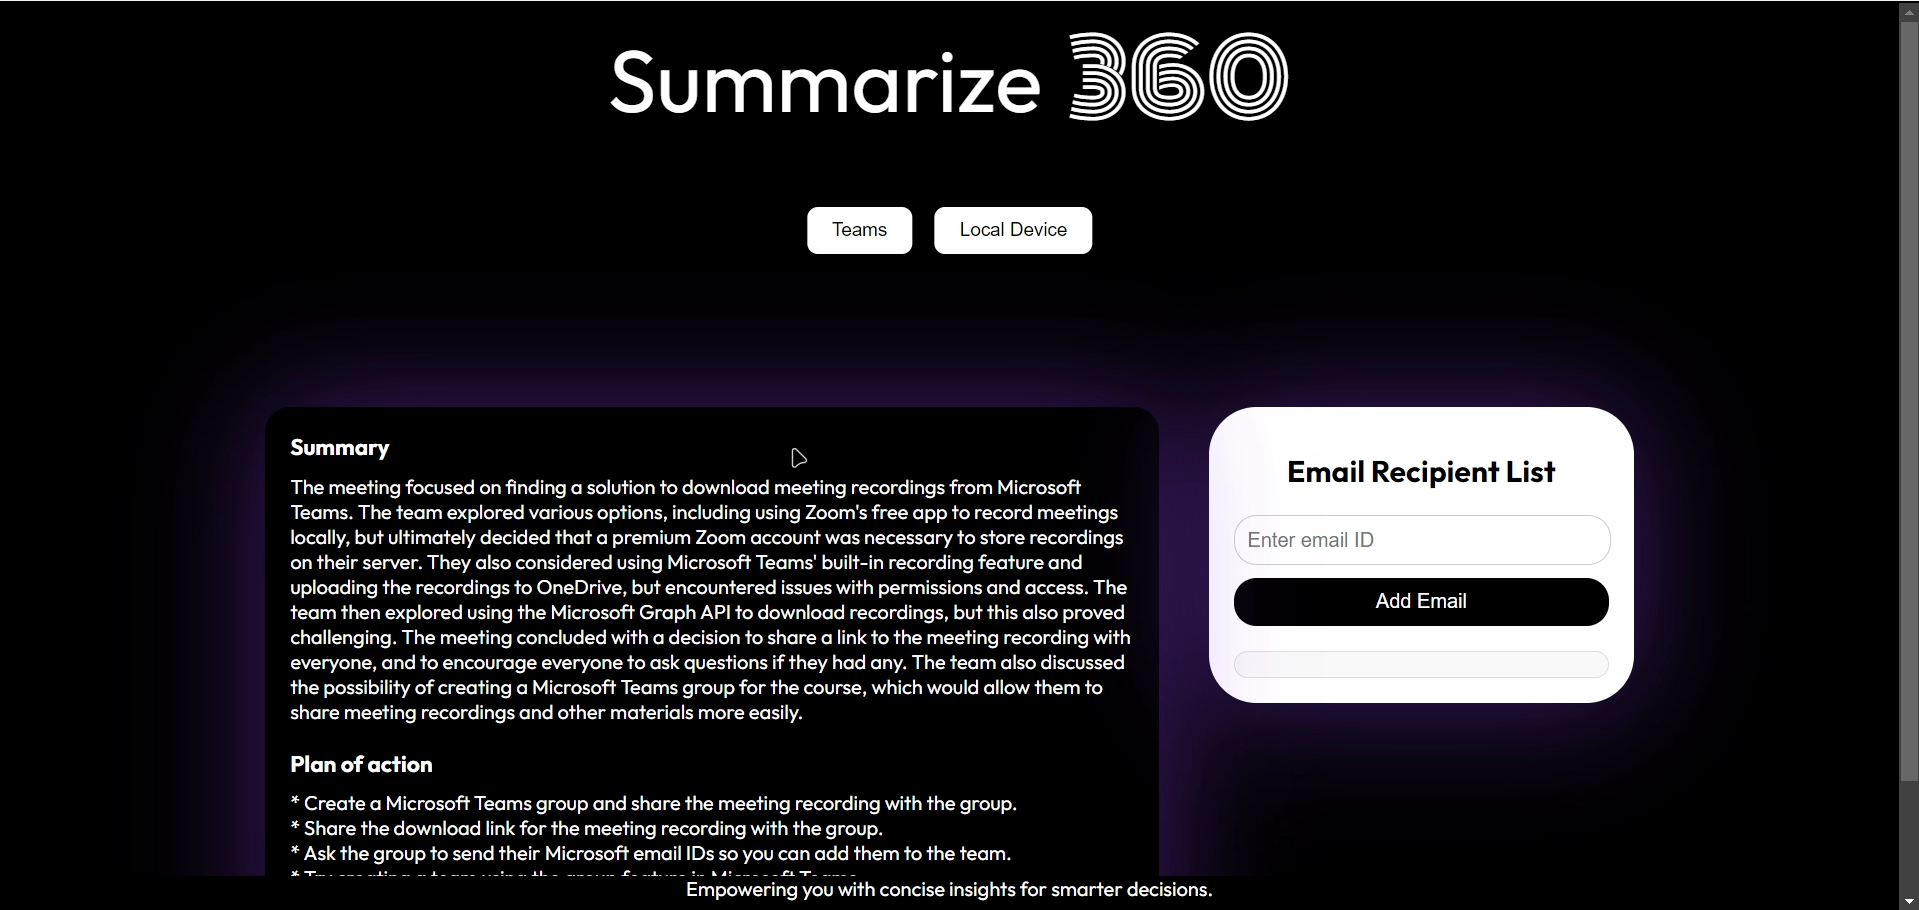 Summarize 360
Teams
Local Device
Summary
The meeting focused on finding a solution to download meeting recordings from Microsoft
Teams. The team explored various options, including using Zoom's free app to record meetings
locally, but ultimately decided that a premium Zoom account was necessary to store recordings
on their server. They also considered using Microsoft Teams' built-in recording feature and
uploading the recordings to OneDrive, but encountered issues with permissions and access. The
team then explored using the Microsoft Graph API to download recordings, but this also proved
challenging. The meeting concluded with a decision to share a link to the meeting recording with
everyone, and to encourage everyone to ask questions if they had any. The team also discussed
the possibility of creating a Microsoft Teams group for the course, which would allow them to
share meeting recordings and other materials more easily.
Plan of action
* Create a Microsoft Teams group and share the meeting recording with the group.
* Share the download link for the meeting recording with the group.
* Ask the group to send their Microsoft email IDs so you can add them to the team.
* Try creating a team using the group feature in Microsoft Teams.
Email Recipient List
Enter email ID
Add Email
Empowering you with concise insights for smarter decisions.